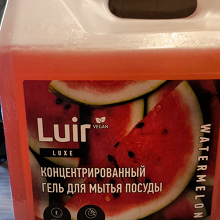 Luir
VEGAN
LUXE
КОНЦЕНТРИРОВАННЫЙ
ГЕЛЬ ДЛЯ МЫТЬЯ ПОСУДЫ
WATERMELON